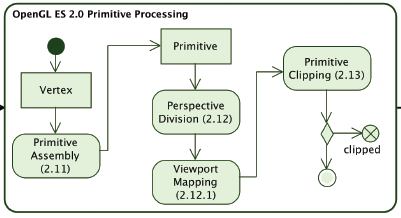 OpenGL ES 2.0 Primitive Processing
Vertex
Primitive
Assembly
(2.11)
Primitive
Perspective
Division (2.12)
Viewport
Mapping
(2.12.1)
Primitive
Clipping (2.13)
clipped